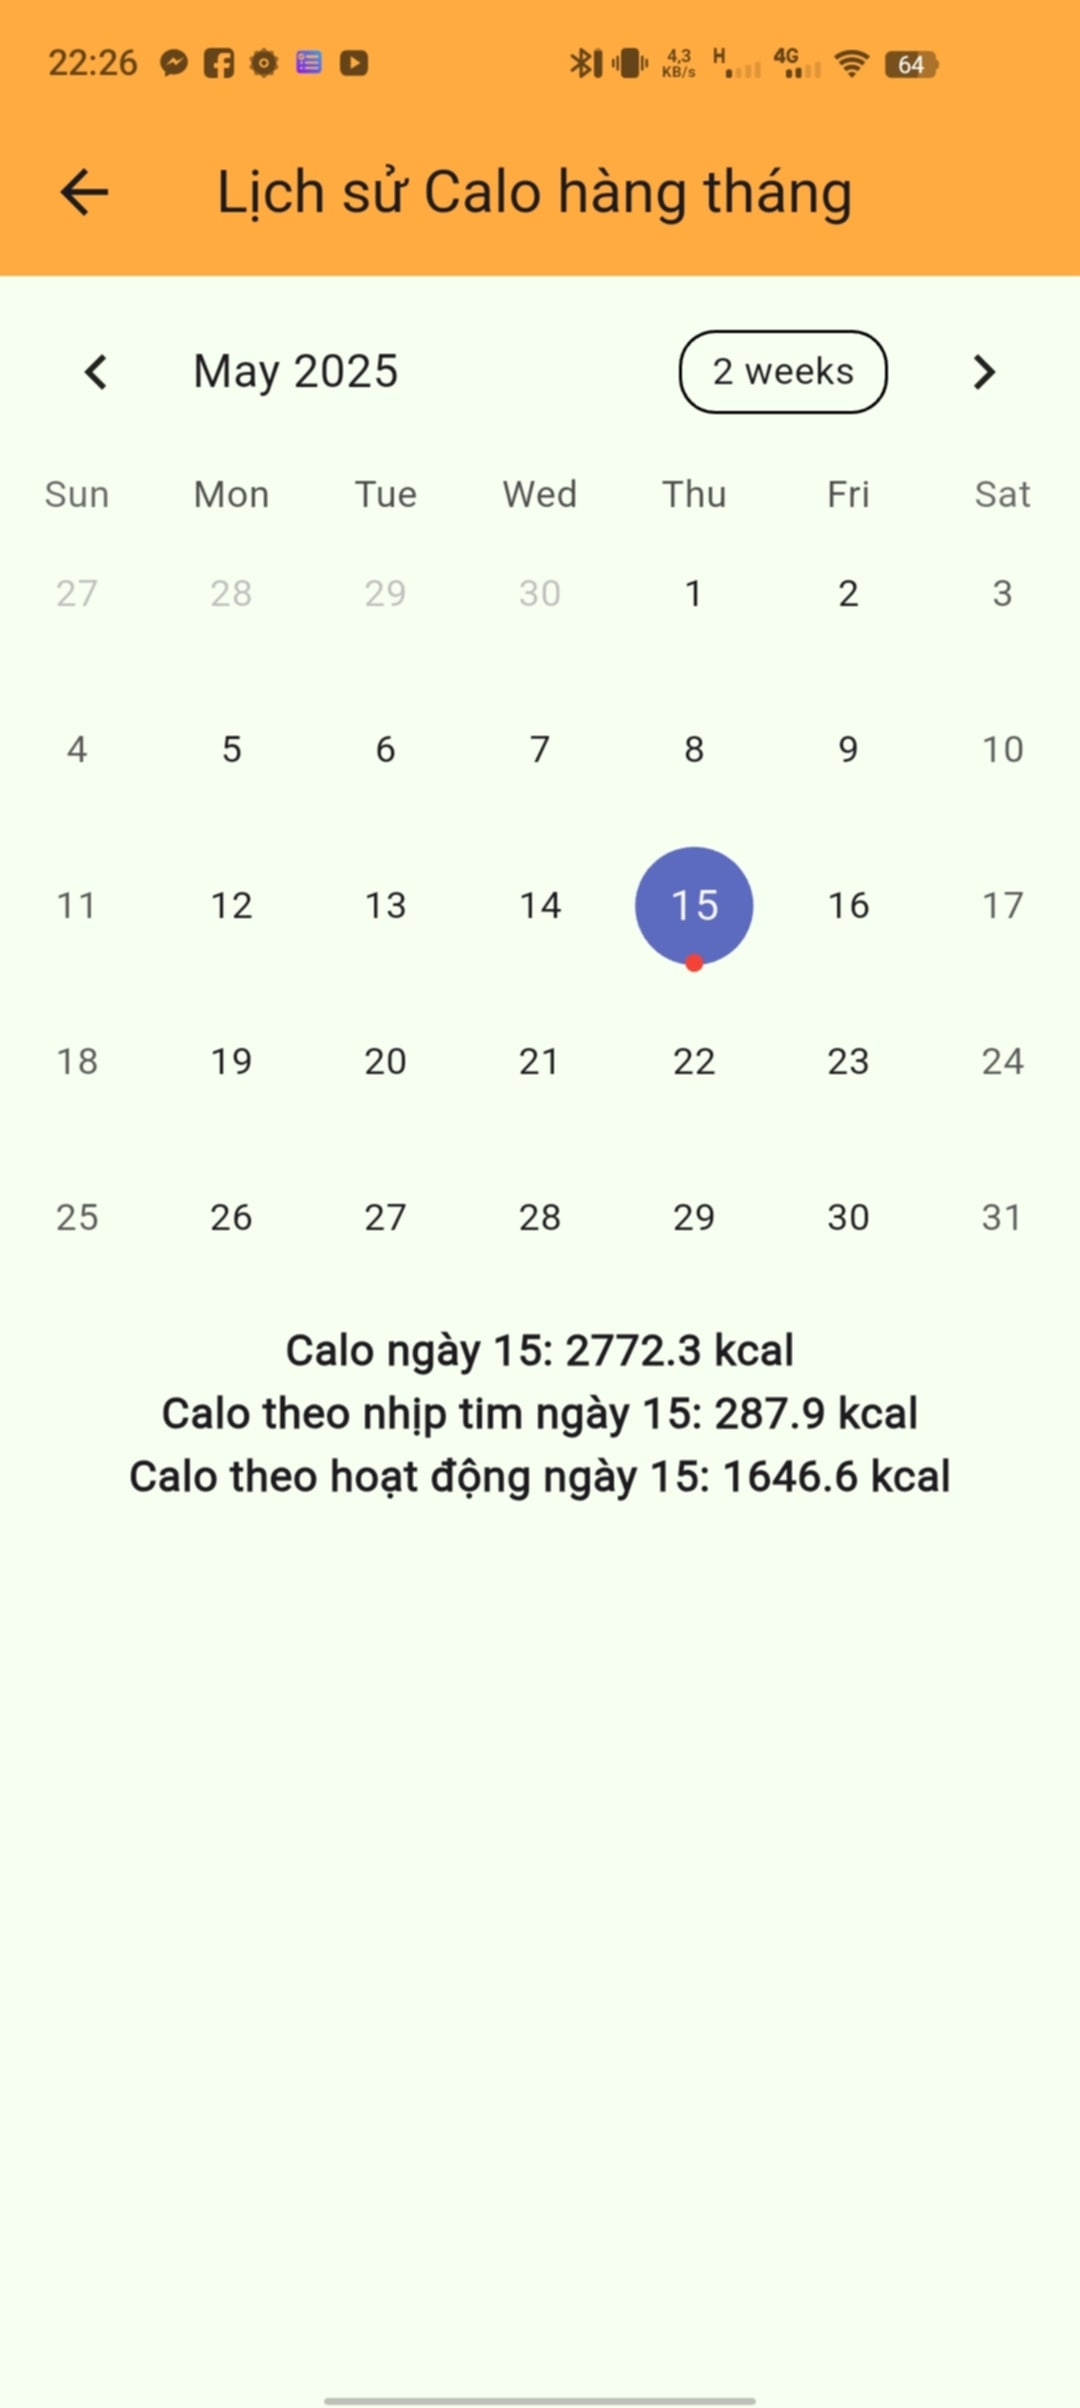 22:26 4,3 KB/s H 4G 64
Lịch sử Calo hàng tháng
May 2025 2 weeks
Sun Mon Tue Wed Thu Fri Sat
27 28 29 30 1 2 3
4 5 6 7 8 9 10
11 12 13 14 15 16 17
18 19 20 21 22 23 24
25 26 27 28 29 30 31
Calo ngày 15: 2772.3 kcal
Calo theo nhịp tim ngày 15: 287.9 kcal
Calo theo hoạt động ngày 15: 1646.6 kcal